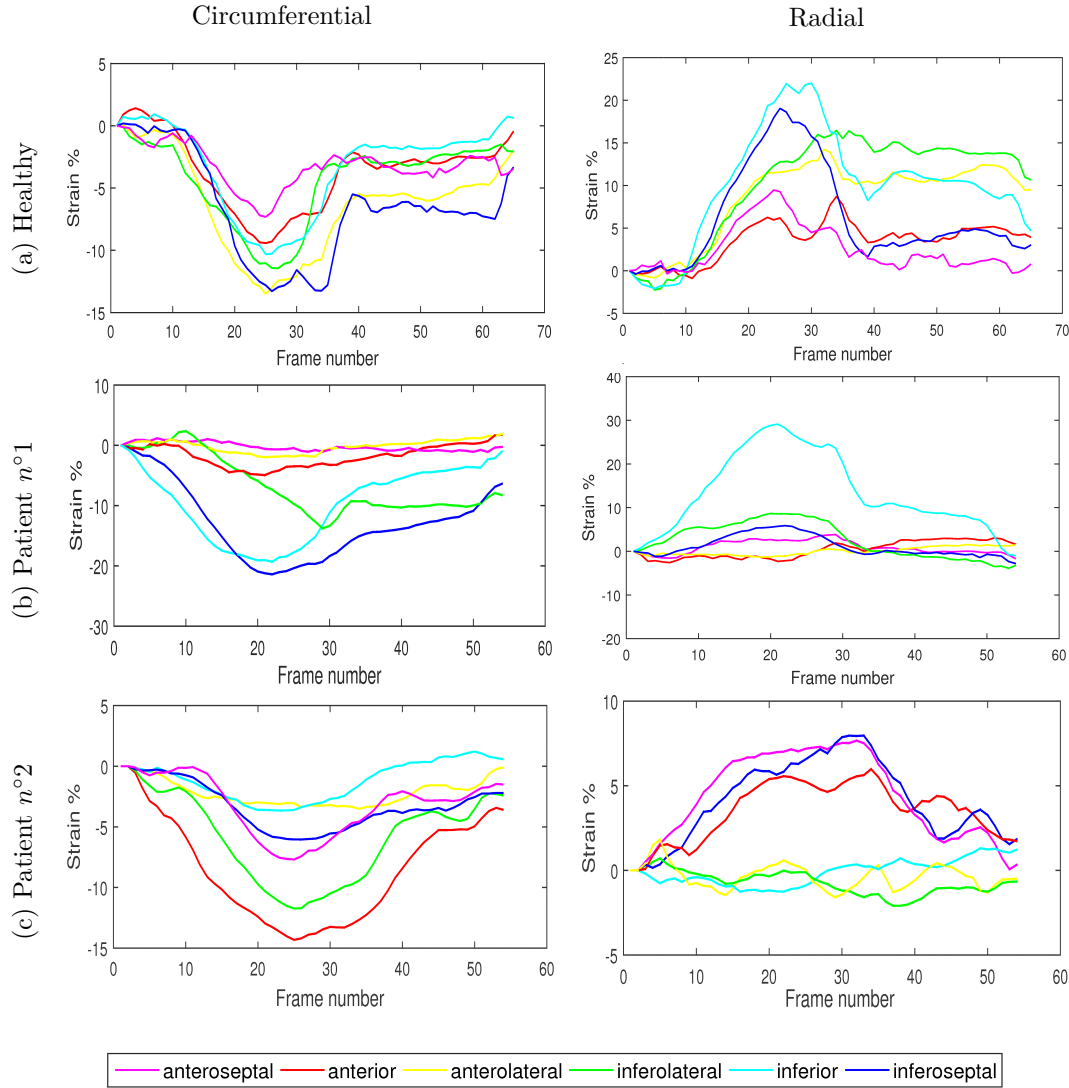 Circumferential
Radial
(a) Healthy
Strain %
5
0
-5
-10
-15
0 10 20 30 40 50 60 70
Frame number
Strain %
25
20
15
10
5
0
-5
0 10 20 30 40 50 60 70
Frame number
(b) Patient n°1
Strain %
10
0
-10
-20
-30
0 10 20 30 40 50 60
Frame number
Strain %
40
30
20
10
0
-10
-20
0 10 20 30 40 50 60
Frame number
(c) Patient n°2
Strain %
5
0
-5
-10
-15
0 10 20 30 40 50 60
Frame number
Strain %
10
5
0
-5
0 10 20 30 40 50 60
Frame number
anteroseptal anterior anterolateral inferolateral inferior inferoseptal